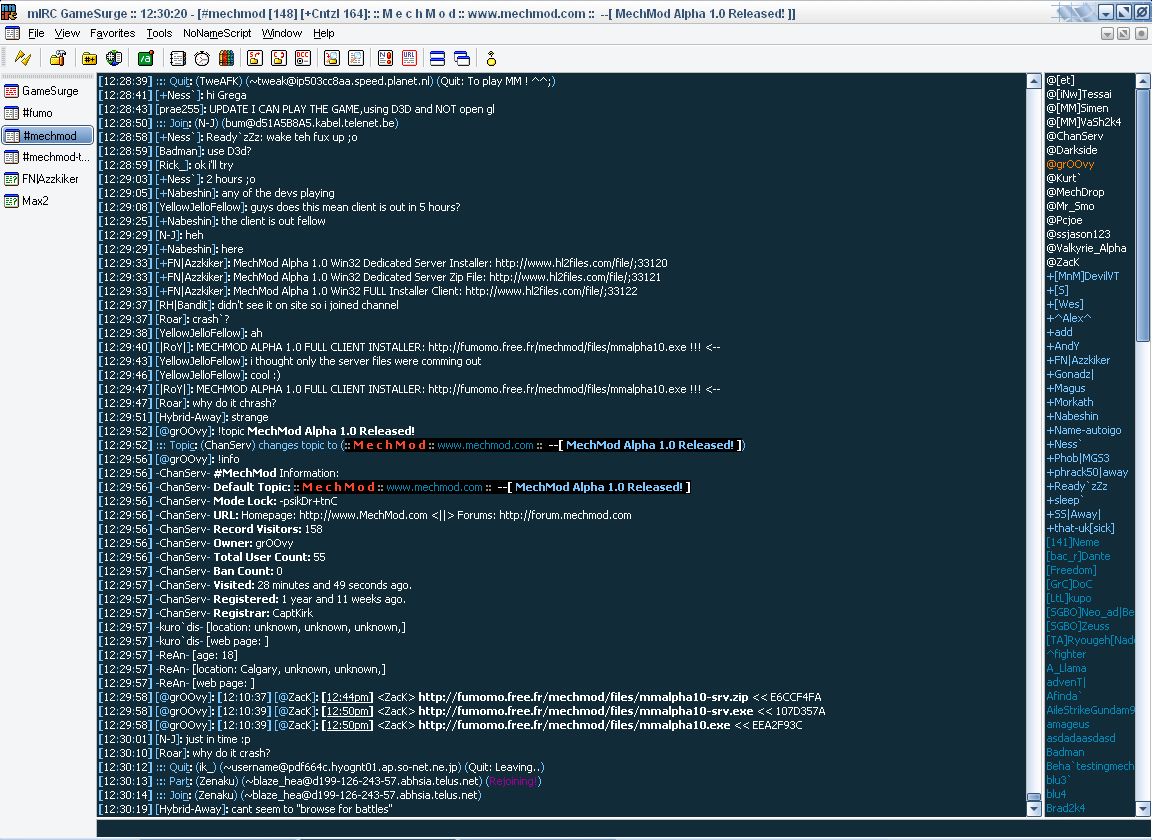 mIRC GameSurge :: 12:30:20 - [#mechmod [148] [+Cntzl 164]: :: M e c h M o d :: www.mechmod.com :: --[ MechMod Alpha 1.0 Released! ]]
File View Favorites Tools NoNameScript Window Help
GameSurge
#fumo
#mechmod
#mechmod-t...
FN|Azzkiker
Max2
[12:28:39] ::: Quit: (TweAFK) (~tweak@ip503cc8aa.speed.planet.nl) (Quit: To play MM ! ^^;)
[12:28:41] [+Ness`]: hi Grega
[12:28:43] [prae255]: UPDATE I CAN PLAY THE GAME,using D3D and NOT open gl
[12:28:50] ::: Join: (N-J) (bum@d51A5B8A5.kabel.telenet.be)
[12:28:58] [+Ness`]: Ready`zZz: wake teh fux up ;o
[12:28:59] [Badman]: use D3d?
[12:28:59] [Rick_]: ok i'll try
[12:29:03] [+Ness`]: 2 hours ;o
[12:29:05] [+Nabeshin]: any of the devs playing
[12:29:08] [YellowJelloFellow]: guys does this mean client is out in 5 hours?
[12:29:25] [+Nabeshin]: the client is out fellow
[12:29:29] [N-J]: heh
[12:29:29] [+Nabeshin]: here
[12:29:33] [+FN|Azzkiker]: MechMod Alpha 1.0 Win32 Dedicated Server Installer: http://www.hl2files.com/file/;33120
[12:29:33] [+FN|Azzkiker]: MechMod Alpha 1.0 Win32 Dedicated Server Zip File: http://www.hl2files.com/file/;33121
[12:29:33] [+FN|Azzkiker]: MechMod Alpha 1.0 Win32 FULL Installer Client: http://www.hl2files.com/file/;33122
[12:29:37] [RH|Bandit]: didn't see it on site so i joined channel
[12:29:37] [Roar]: crash`?
[12:29:38] [YellowJelloFellow]: ah
[12:29:40] [|RoY|]: MECHMOD ALPHA 1.0 FULL CLIENT INSTALLER: http://fumomo.free.fr/mechmod/files/mmalpha10.exe !!! <--
[12:29:43] [YellowJelloFellow]: i thought only the server files were comming out
[12:29:46] [YellowJelloFellow]: cool :)
[12:29:47] [|RoY|]: MECHMOD ALPHA 1.0 FULL CLIENT INSTALLER: http://fumomo.free.fr/mechmod/files/mmalpha10.exe !!! <--
[12:29:47] [Roar]: why do it chrash?
[12:29:51] [Hybrid-Away]: strange
[12:29:52] [@grOOvy]: !topic MechMod Alpha 1.0 Released!
[12:29:52] ::: Topic: (ChanServ) changes topic to (:: M e c h M o d :: www.mechmod.com :: --[ MechMod Alpha 1.0 Released! ])
[12:29:56] [@grOOvy]: !info
[12:29:56] -ChanServ- #MechMod Information:
[12:29:56] -ChanServ- Default Topic: :: M e c h M o d :: www.mechmod.com :: --[ MechMod Alpha 1.0 Released! ]
[12:29:56] -ChanServ- Mode Lock: -psikDr+tnC
[12:29:56] -ChanServ- URL: Homepage: http://www.MechMod.com <||> Forums: http://forum.mechmod.com
[12:29:56] -ChanServ- Record Visitors: 158
[12:29:56] -ChanServ- Owner: grOOvy
[12:29:56] -ChanServ- Total User Count: 55
[12:29:57] -ChanServ- Ban Count: 0
[12:29:57] -ChanServ- Visited: 28 minutes and 49 seconds ago.
[12:29:57] -ChanServ- Registered: 1 year and 11 weeks ago.
[12:29:57] -ChanServ- Registrar: CaptKirk
[12:29:57] -kuro`dis- [location: unknown, unknown, unknown,]
[12:29:57] -kuro`dis- [web page: ]
[12:29:57] -ReAn- [age: 18]
[12:29:57] -ReAn- [location: Calgary, unknown, unknown,]
[12:29:57] -ReAn- [web page: ]
[12:29:58] [@grOOvy]: [12:10:37] [@ZacK]: [12:44pm] <ZacK> http://fumomo.free.fr/mechmod/files/mmalpha10-srv.zip << E6CCF4FA
[12:29:58] [@grOOvy]: [12:10:39] [@ZacK]: [12:50pm] <ZacK> http://fumomo.free.fr/mechmod/files/mmalpha10-srv.exe << 107D357A
[12:29:58] [@grOOvy]: [12:10:39] [@ZacK]: [12:50pm] <ZacK> http://fumomo.free.fr/mechmod/files/mmalpha10.exe << EEA2F93C
[12:30:01] [N-J]: just in time :p
[12:30:10] [Roar]: why do it crash?
[12:30:12] ::: Quit: (ik_) (~username@pdf664c.hyognt01.ap.so-net.ne.jp) (Quit: Leaving..)
[12:30:13] ::: Part: (Zenaku) (~blaze_hea@d199-126-243-57.abhsia.telus.net) (Rejoining!)
[12:30:14] ::: Join: (Zenaku) (~blaze_hea@d199-126-243-57.abhsia.telus.net)
[12:30:19] [Hybrid-Away]: cant seem to "browse for battles"
@[et]
@[iNw]Tessai
@[MM]Simen
@[MM]VaSh2k4
@ChanServ
@Darkside
@grOOvy
@Kurt`
@MechDrop
@Mr_Smo
@Pcjoe
@ssjason123
@Valkyrie_Alpha
@ZacK
+[MnM]DevilVT
+[S]
+[Wes]
+^Alex^
+add
+AndY
+FN|Azzkiker
+Gonadz|
+Magus
+Morkath
+Nabeshin
+Name-autoigo
+Ness`
+Phob|MGS3
+phrack50|away
+Ready`zZz
+sleep`
+SS|Away|
+that-uk[sick]
[141]Neme
[bac_r]Dante
[Freedom]
[GrC]DoC
[LtL]kupo
[SGBO]Neo_ad|Be
[SGBO]Zeuss
[TA]Ryougeh[Nade
^fighter
A_Llama
advenT|
Afinda`
AileStrikeGundam9
amageus
asdadaasdasd
Badman
Beha`testingmech
blu3`
blu4
Brad2k4